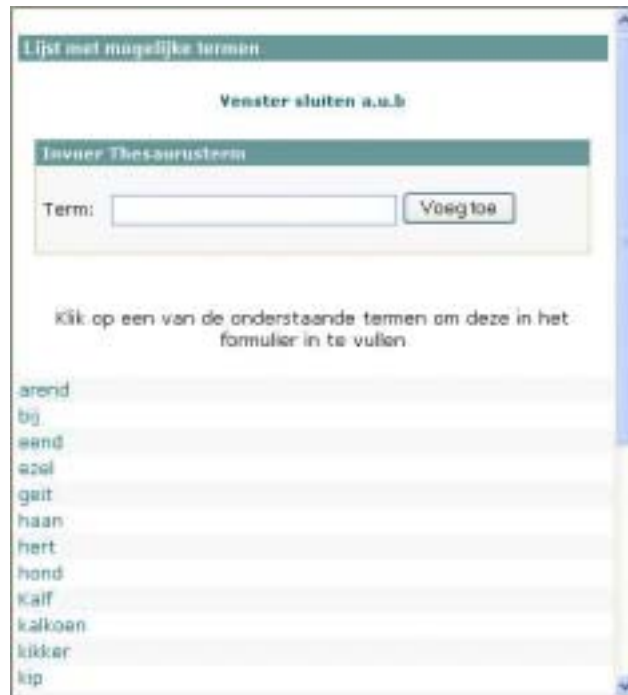 Lijst met mogelijke termen
Venster sluiten a.u.b
Invoer Thesaurusterm
Term:
Voeg toe
Klik op een van de onderstaande termen om deze in het
formulier in te vullen
arend
bij
eend
ezel
geit
haan
hert
hond
Kalf
kalkoen
kikker
kip